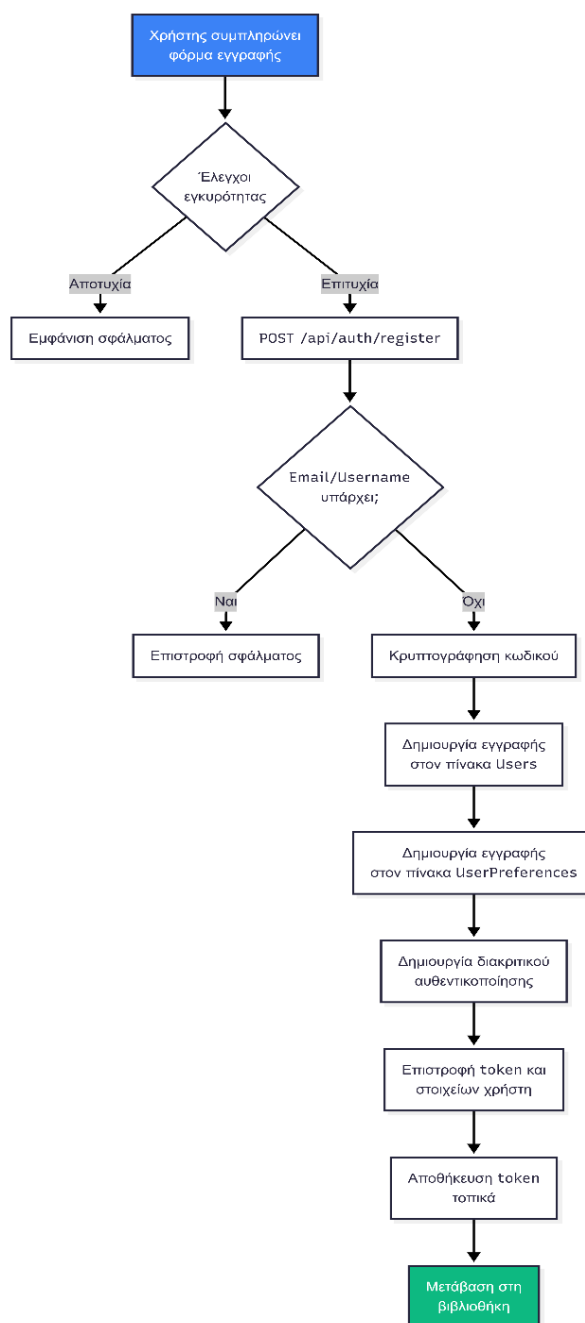 Χρήστης συμπληρώνει
φόρμα εγγραφής
Έλεγχοι
εγκυρότητας
Αποτυχία
Επιτυχία
Εμφάνιση σφάλματος
POST /api/auth/register
Email/Username
υπάρχει;
Ναι
Όχι
Επιστροφή σφάλματος
Κρυπτογράφηση κωδικού
Δημιουργία εγγραφής
στον πίνακα Users
Δημιουργία εγγραφής
στον πίνακα UserPreferences
Δημιουργία διακριτικού
αυθεντικοποίησης
Επιστροφή token και
στοιχείων χρήστη
Αποθήκευση token
τοπικά
Μετάβαση στη
βιβλιοθήκη